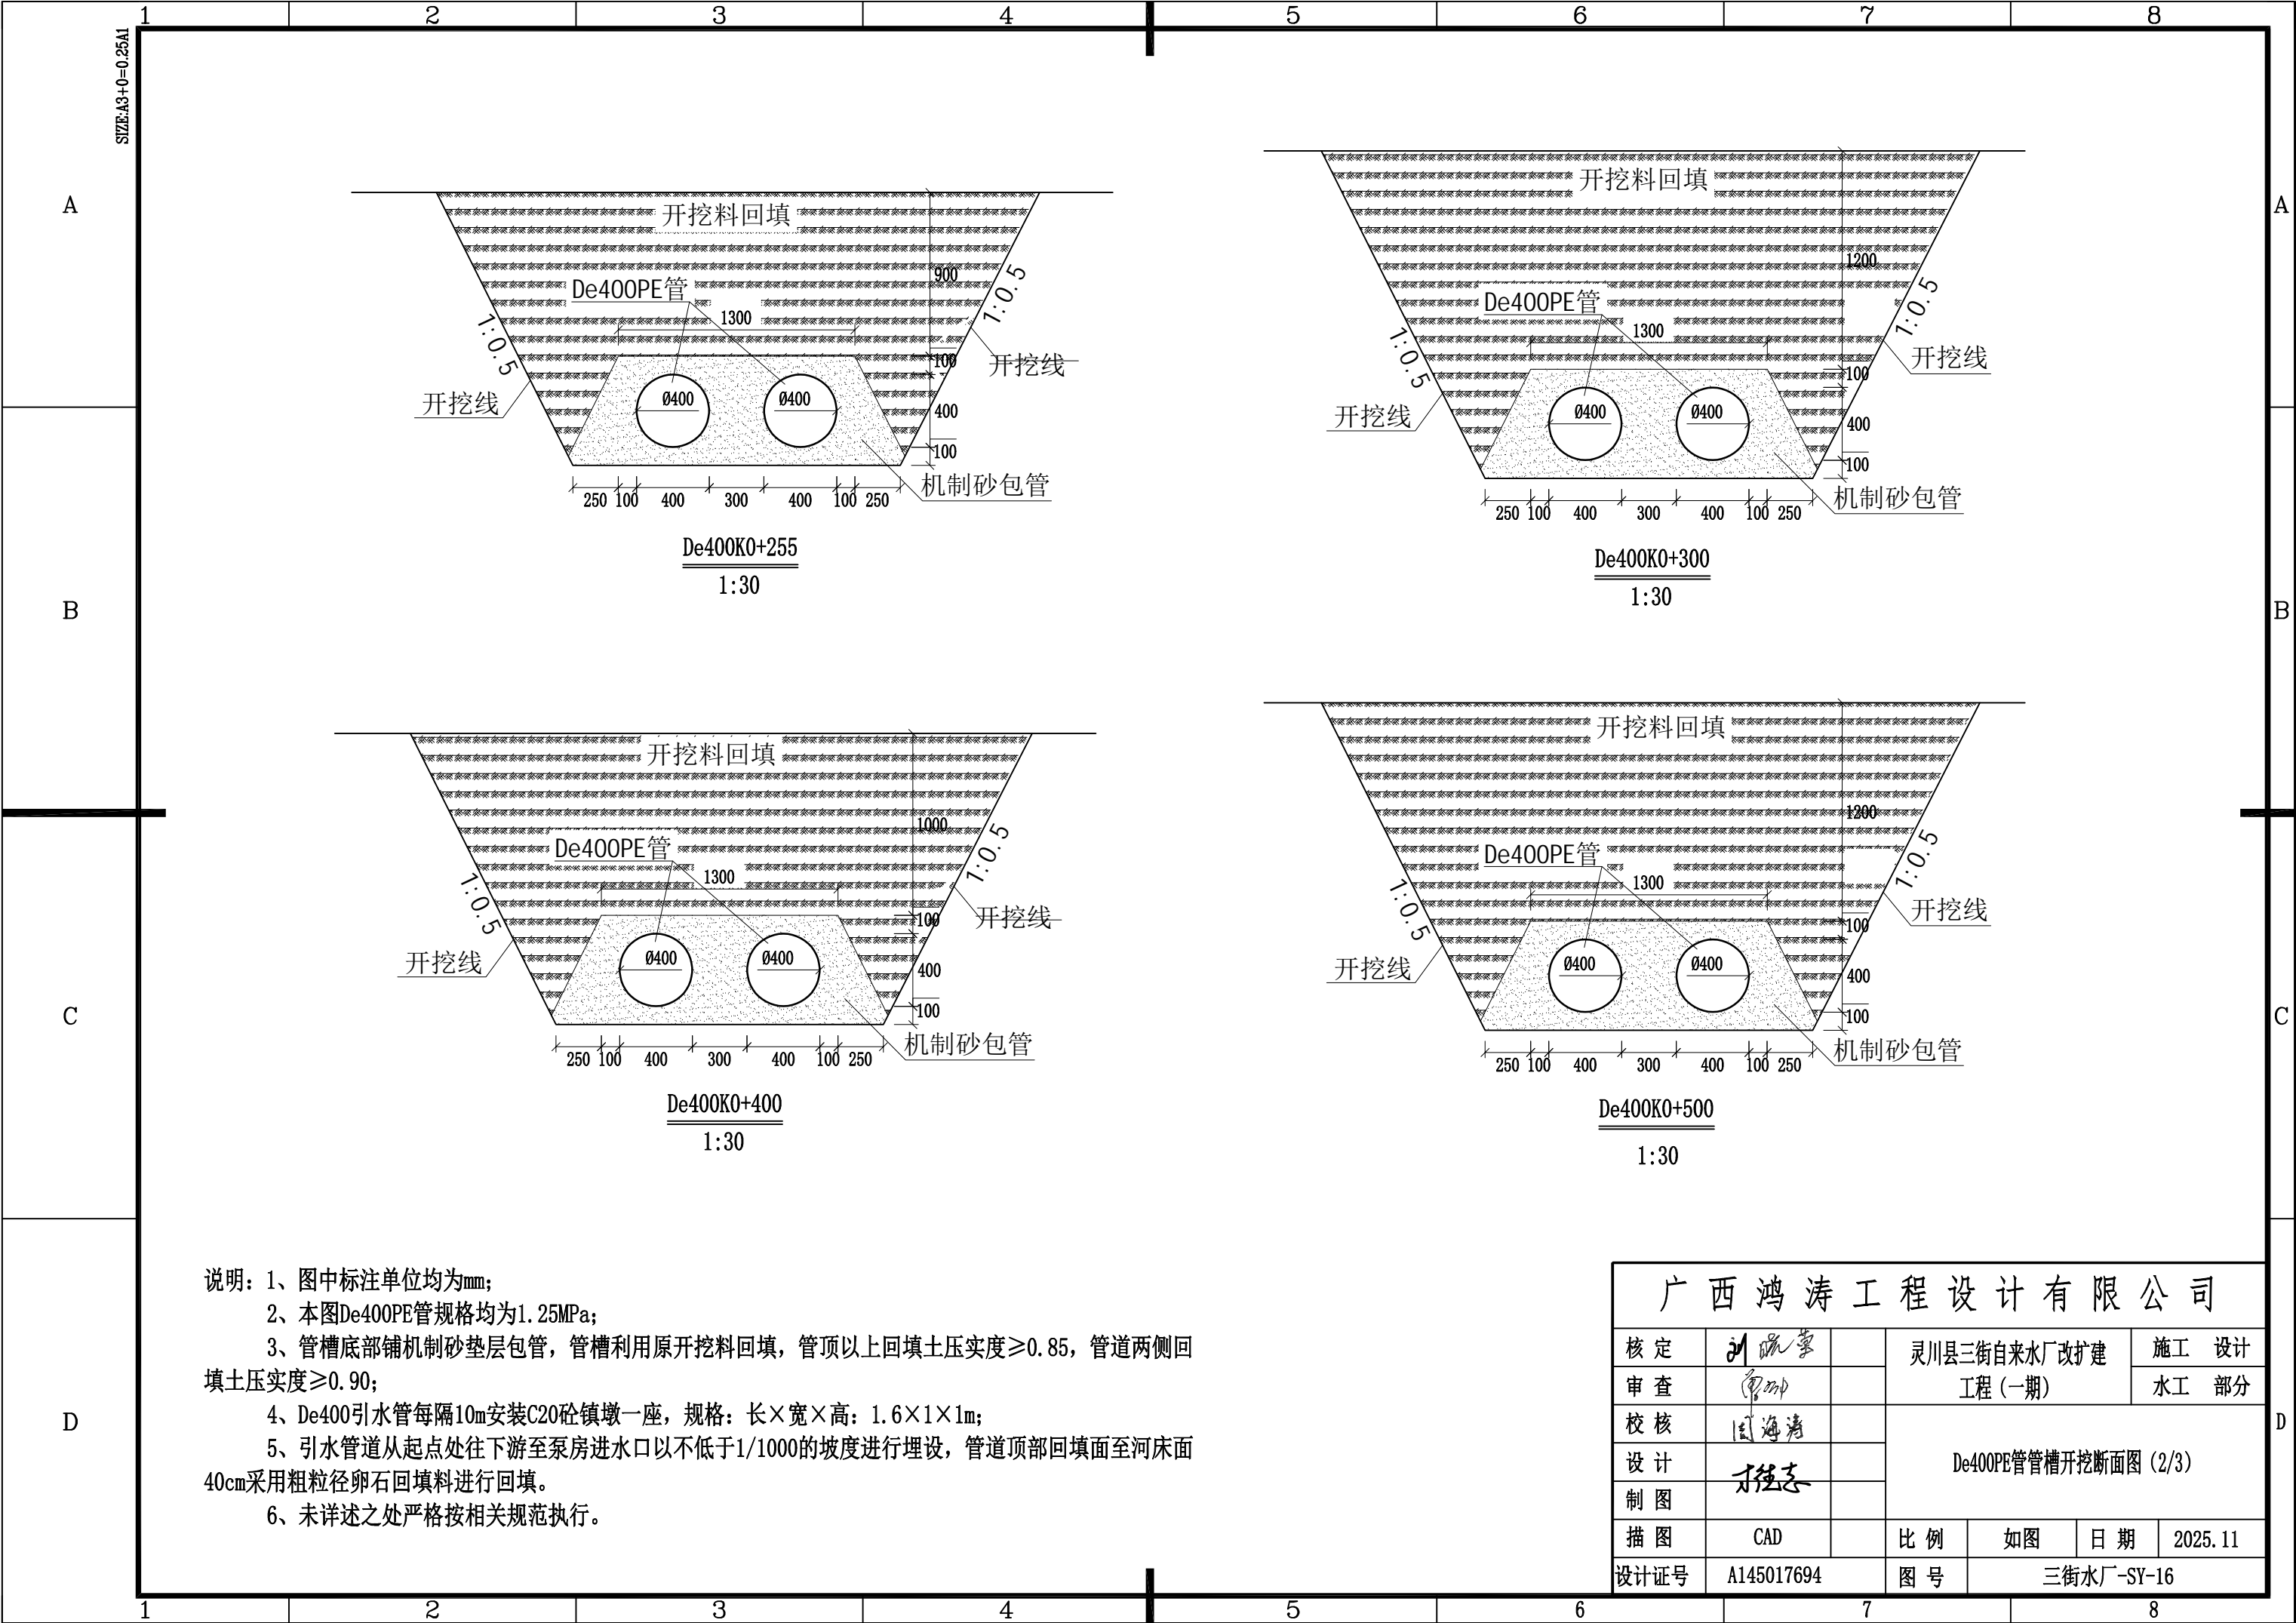 1 2 3 4 5 6 7 8
SIZE:A3+0=0.25A1
A
B
C
D
A
B
C
D
开挖料回填
De400PE管
1300
900
1:0.5
1:0.5
100
开挖线
开挖线
Ø400
Ø400
400
100
机制砂包管
250 100 400 300 400 100 250
De400K0+255
1:30
开挖料回填
De400PE管
1300
1200
1:0.5
1:0.5
100
开挖线
开挖线
Ø400
Ø400
400
100
机制砂包管
250 100 400 300 400 100 250
De400K0+300
1:30
开挖料回填
De400PE管
1300
1000
1:0.5
1:0.5
100
开挖线
开挖线
Ø400
Ø400
400
100
机制砂包管
250 100 400 300 400 100 250
De400K0+400
1:30
开挖料回填
De400PE管
1300
1200
1:0.5
1:0.5
100
开挖线
开挖线
Ø400
Ø400
400
100
机制砂包管
250 100 400 300 400 100 250
De400K0+500
1:30
说明：1、图中标注单位均为mm；
2、本图De400PE管规格均为1.25MPa；
3、管槽底部铺机制砂垫层包管，管槽利用原开挖料回填，管顶以上回填土压实度≥0.85，管道两侧回
填土压实度≥0.90；
4、De400引水管每隔10m安装C20砼镇墩一座，规格：长×宽×高：1.6×1×1m；
5、引水管道从起点处往下游至泵房进水口以不低于1/1000的坡度进行埋设，管道顶部回填面至河床面
40cm采用粗粒径卵石回填料进行回填。
6、未详述之处严格按相关规范执行。
广西鸿涛工程设计有限公司
核 定
审 查
校 核 周海涛
设 计
制 图
描 图 CAD
设计证号 A145017694
灵川县三街自来水厂改扩建
工程（一期）
施工 设计
水工 部分
De400PE管管槽开挖断面图（2/3）
比 例 如图 日 期 2025.11
图 号 三街水厂-SY-16
1 2 3 4 5 6 7 8